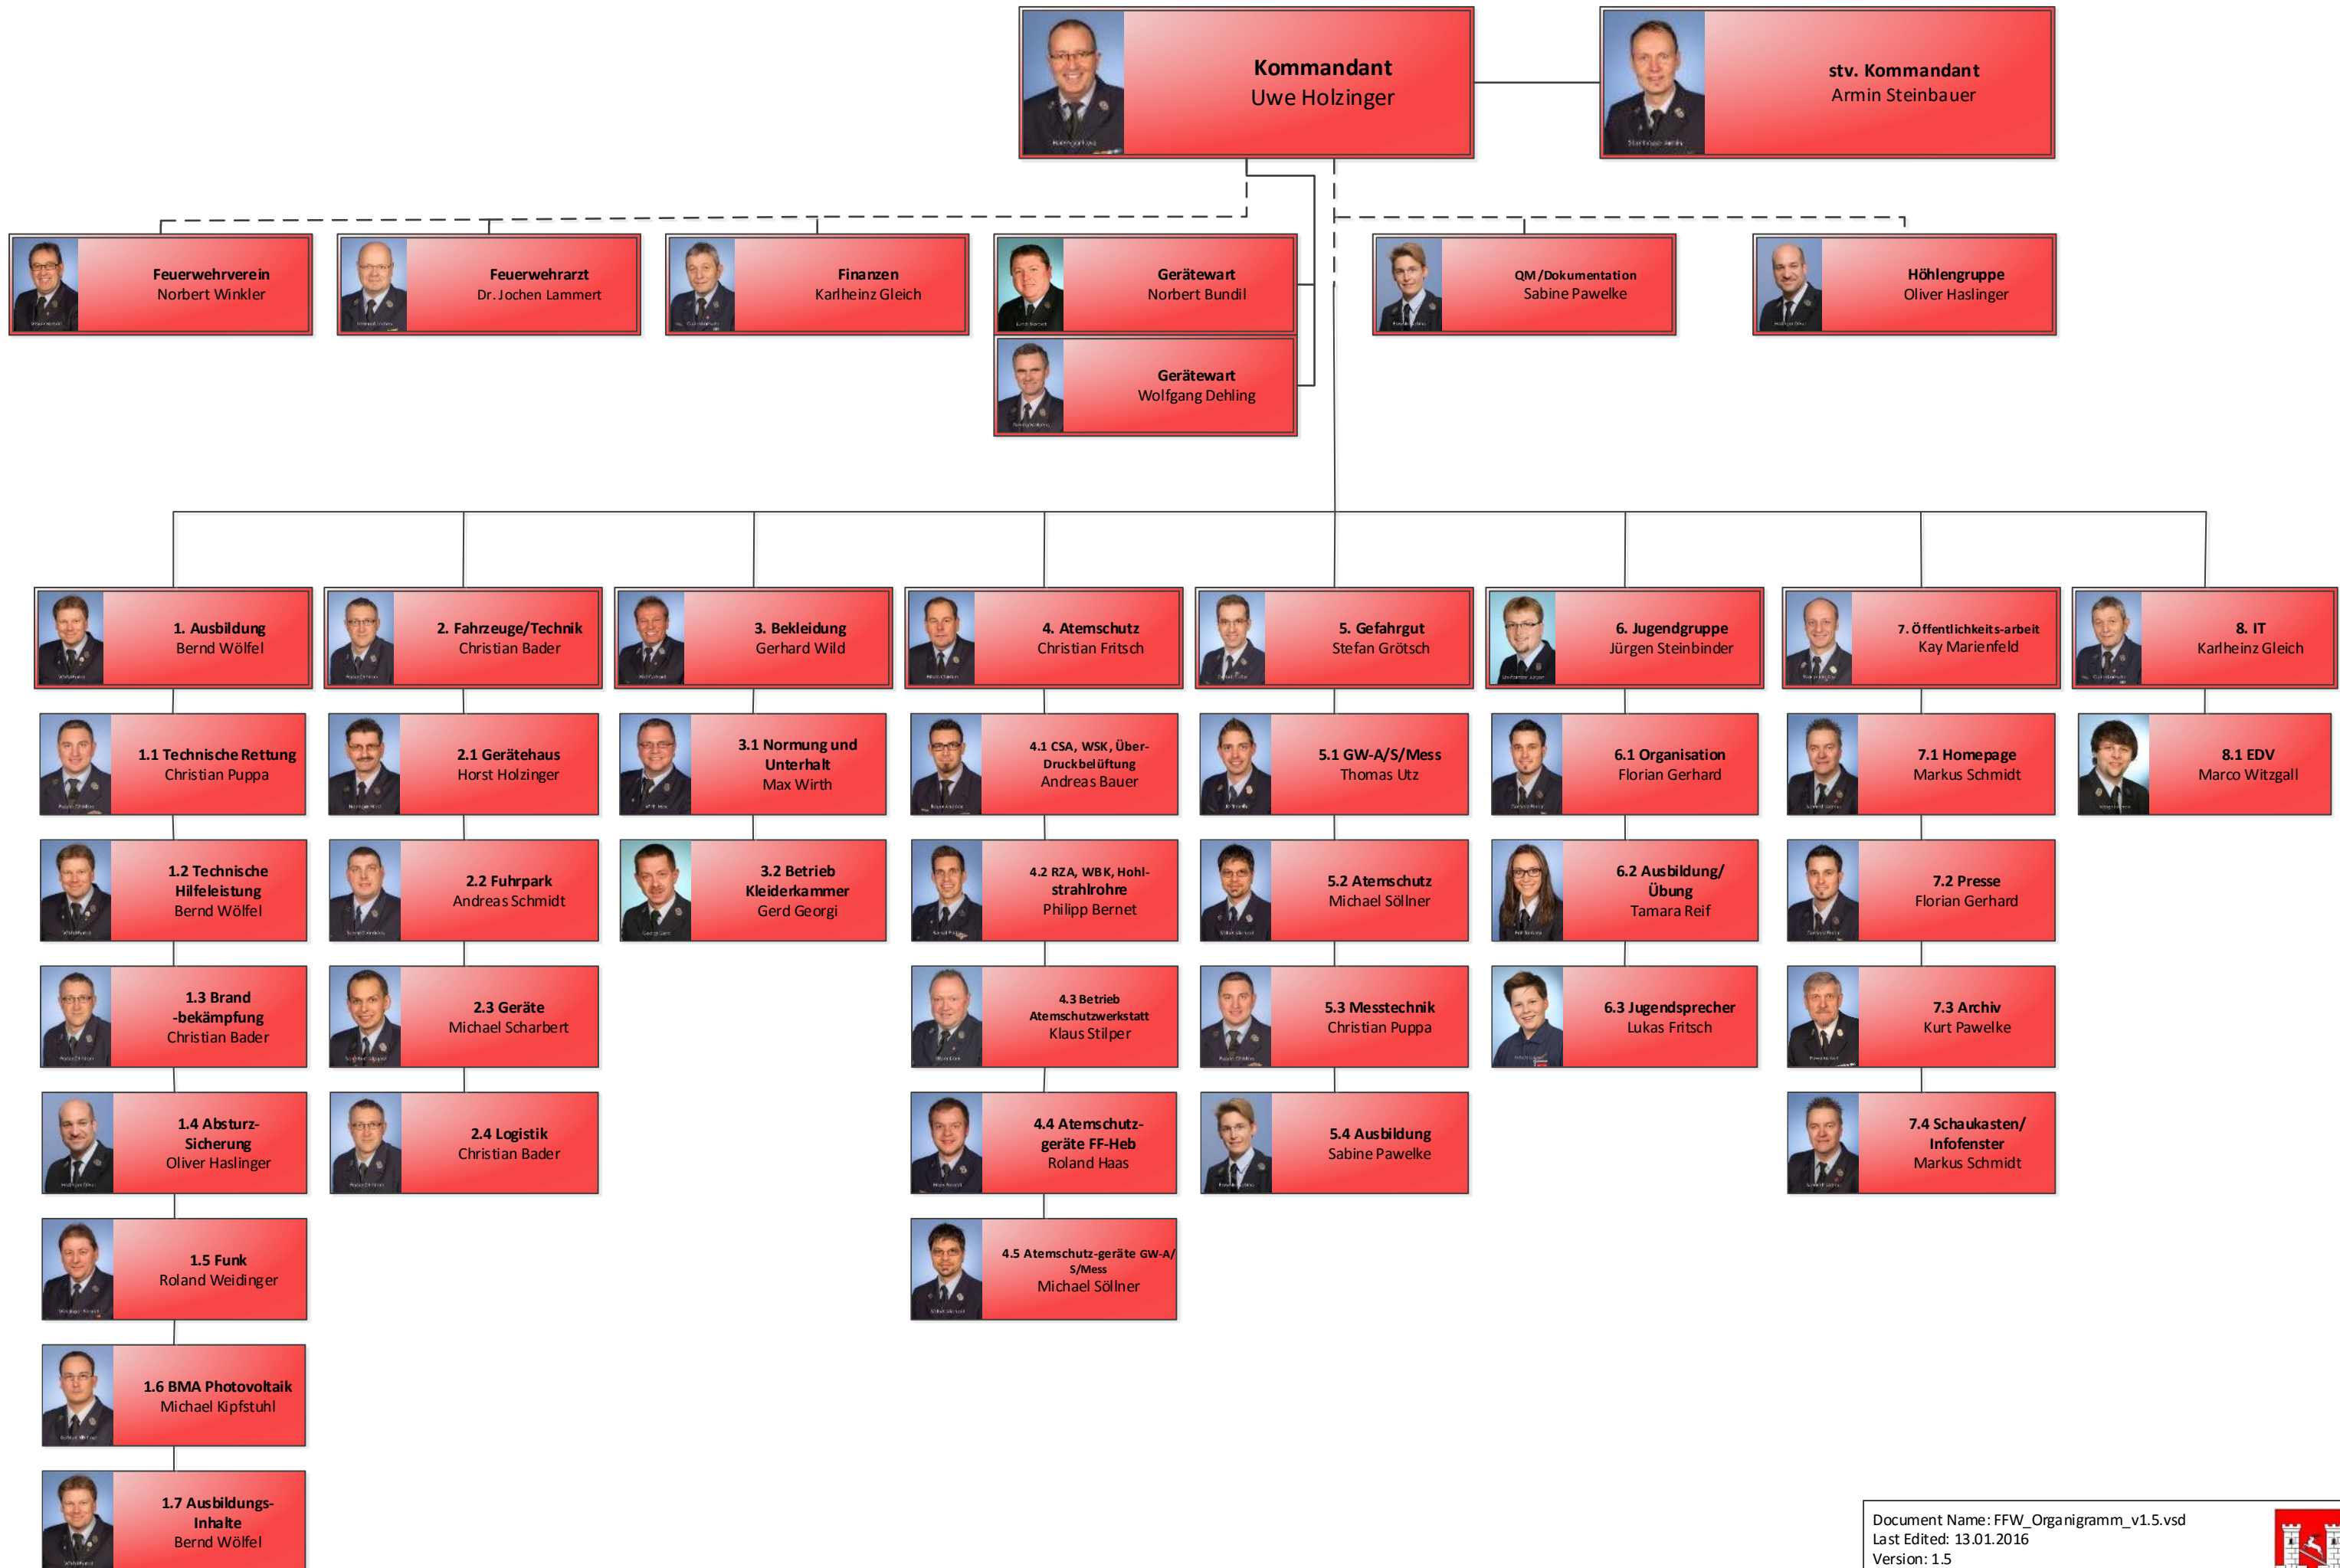 Kommandant
Uwe Holzinger
stv. Kommandant
Armin Steinbauer
Feuerwehrverein
Norbert Winkler
Feuerwehrarzt
Dr. Jochen Lammert
Finanzen
Karlheinz Gleich
Gerätewart
Norbert Bundil
QM/Dokumentation
Sabine Pawelke
Höhlengruppe
Oliver Haslinger
Gerätewart
Wolfgang Dehling
1. Ausbildung
Bernd Wölfel
2. Fahrzeuge/Technik
Christian Bader
3. Bekleidung
Gerhard Wild
4. Atemschutz
Christian Fritsch
5. Gefahrgut
Stefan Grötsch
6. Jugendgruppe
Jürgen Steinbinder
7. Öffentlichkeits-arbeit
Kay Marienfeld
8. IT
Karlheinz Gleich
1.1 Technische Rettung
Christian Puppa
2.1 Gerätehaus
Horst Holzinger
3.1 Normung und
Unterhalt
Max Wirth
4.1 CSA, WSK, Über-
Druckbelüftung
Andreas Bauer
5.1 GW-A/S/Mess
Thomas Utz
6.1 Organisation
Florian Gerhard
7.1 Homepage
Markus Schmidt
8.1 EDV
Marco Witzgall
1.2 Technische
Hilfeleistung
Bernd Wölfel
2.2 Fuhrpark
Andreas Schmidt
3.2 Betrieb
Kleiderkammer
Gerd Georgi
4.2 RZA, WBK, Hohl-
strahlrohre
Philipp Bernet
5.2 Atemschutz
Michael Söllner
6.2 Ausbildung/
Übung
Tamara Reif
7.2 Presse
Florian Gerhard
1.3 Brand
-bekämpfung
Christian Bader
2.3 Geräte
Michael Scharbert
4.3 Betrieb
Atemschutzwerkstatt
Klaus Stilper
5.3 Messtechnik
Christian Puppa
6.3 Jugendsprecher
Lukas Fritsch
7.3 Archiv
Kurt Pawelke
1.4 Absturz-
Sicherung
Oliver Haslinger
2.4 Logistik
Christian Bader
4.4 Atemschutz-
geräte FF-Heb
Roland Haas
5.4 Ausbildung
Sabine Pawelke
7.4 Schaukasten/
Infofenster
Markus Schmidt
1.5 Funk
Roland Weidinger
4.5 Atemschutz-geräte GW-A/
S/Mess
Michael Söllner
1.6 BMA Photovoltaik
Michael Kipfstuhl
1.7 Ausbildungs-
Inhalte
Bernd Wölfel
Document Name: FFW_Organigramm_v1.5.vsd
Last Edited: 13.01.2016
Version: 1.5